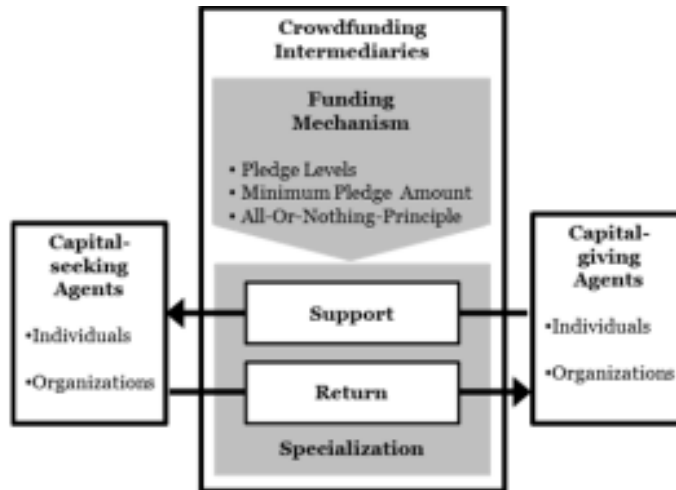 Crowdfunding
Intermediaries
Funding
Mechanism
• Pledge Levels
• Minimum Pledge Amount
• All-Or-Nothing-Principle
Capital-
seeking
Agents
•Individuals
•Organizations
Support
Return
Specialization
Capital-
giving
Agents
•Individuals
•Organizations